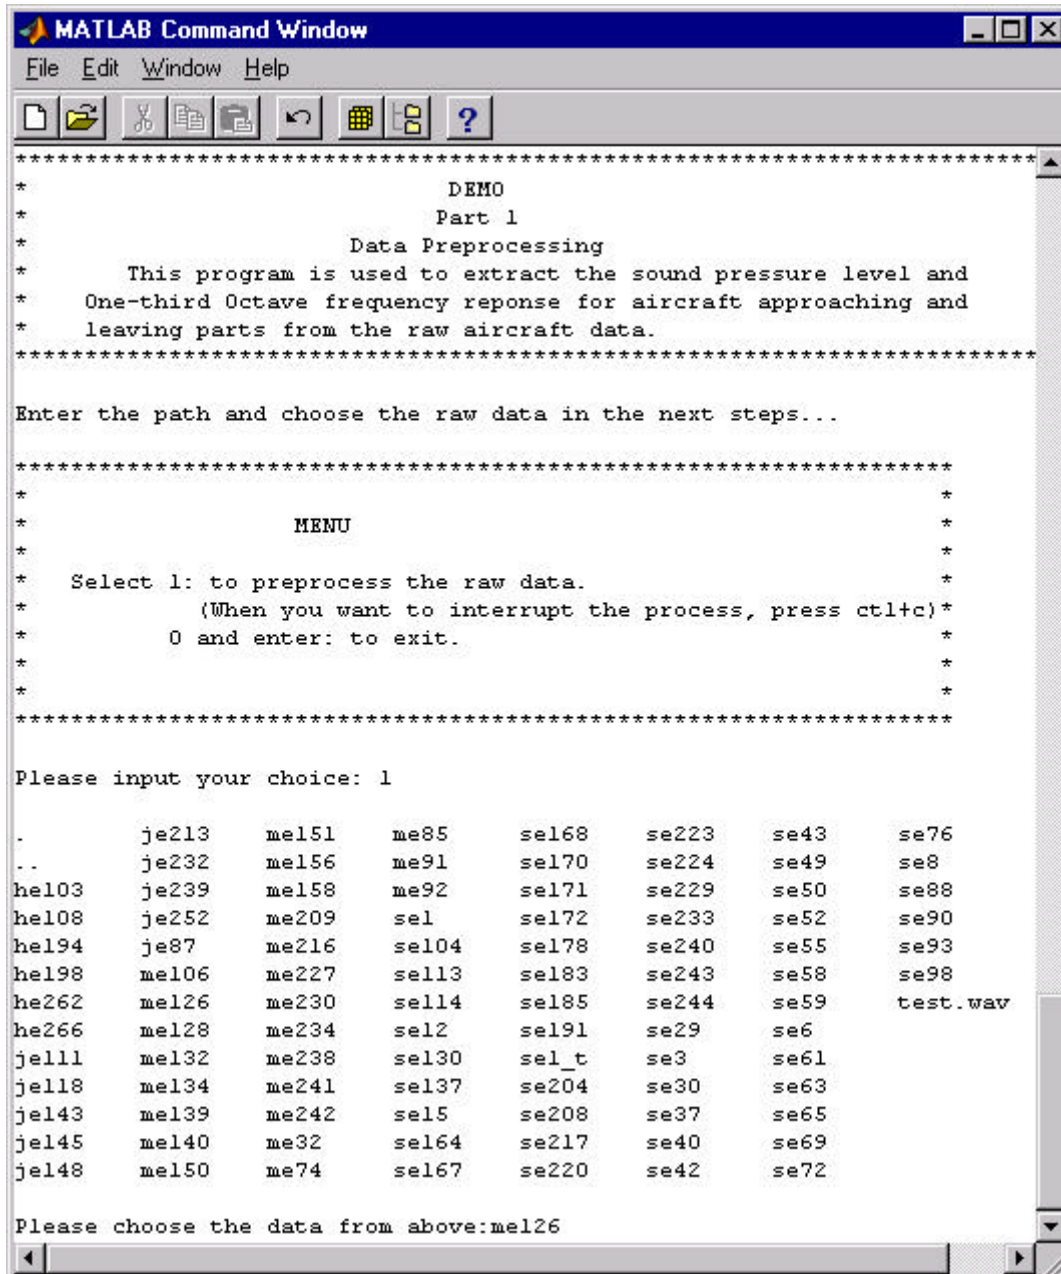 MATLAB Command Window
File Edit Window Help
*************************************************************************
* DEMO
* Part 1
* Data Preprocessing
* This program is used to extract the sound pressure level and
* One-third Octave frequency reponse for aircraft approaching and
* leaving parts from the raw aircraft data.
*************************************************************************
Enter the path and choose the raw data in the next steps...
*******************************************************************
* *
* MENU *
* *
* Select 1: to preprocess the raw data. *
* (When you want to interrupt the process, press ctl+c)*
* 0 and enter: to exit. *
* *
* *
*******************************************************************
Please input your choice: 1
. je213 me151 me85 se168 se223 se43 se76
.. je232 me156 me91 se170 se224 se49 se8
he103 je239 me158 me92 se171 se229 se50 se88
he108 je252 me209 se1 se172 se233 se52 se90
he194 je87 me216 se104 se178 se240 se55 se93
he198 me106 me227 se113 se183 se243 se58 se98
he262 me126 me230 se114 se185 se244 se59 test.wav
he266 me128 me234 se12 se191 se29 se6
je111 me132 me238 se130 se1_t se3 se61
je118 me134 me241 se137 se204 se30 se63
je143 me139 me242 se15 se208 se37 se65
je145 me140 me32 se164 se217 se40 se69
je148 me150 me74 se167 se220 se42 se72
Please choose the data from above:me126